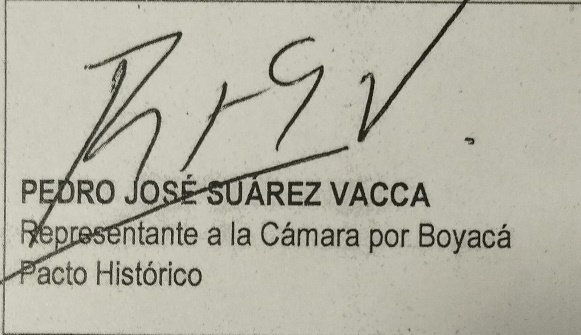 PEDRO JOSÉ SUÁREZ VACCA
Representante a la Cámara por Boyacá
Pacto Histórico